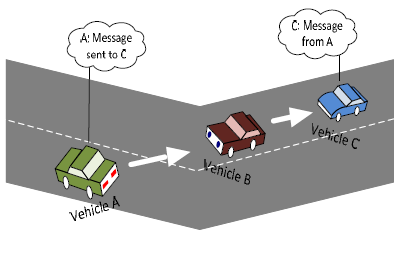 A: Message
sent to C
C: Message
from A
Vehicle A
Vehicle B
Vehicle C